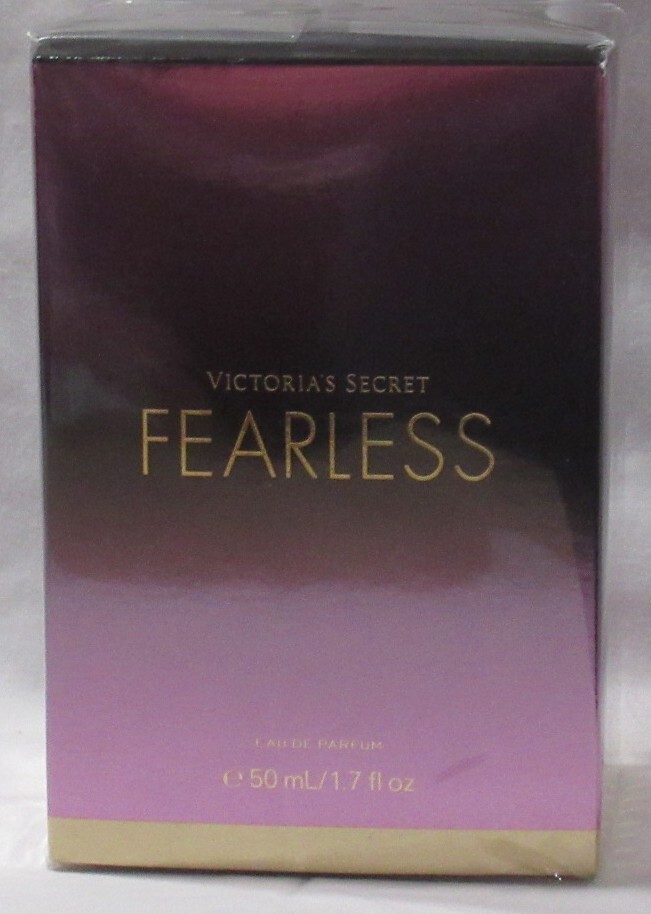 VICTORIA'S SECRET
FEARLESS
EAU DE PARFUM
℮ 50 mL/1.7 fl oz